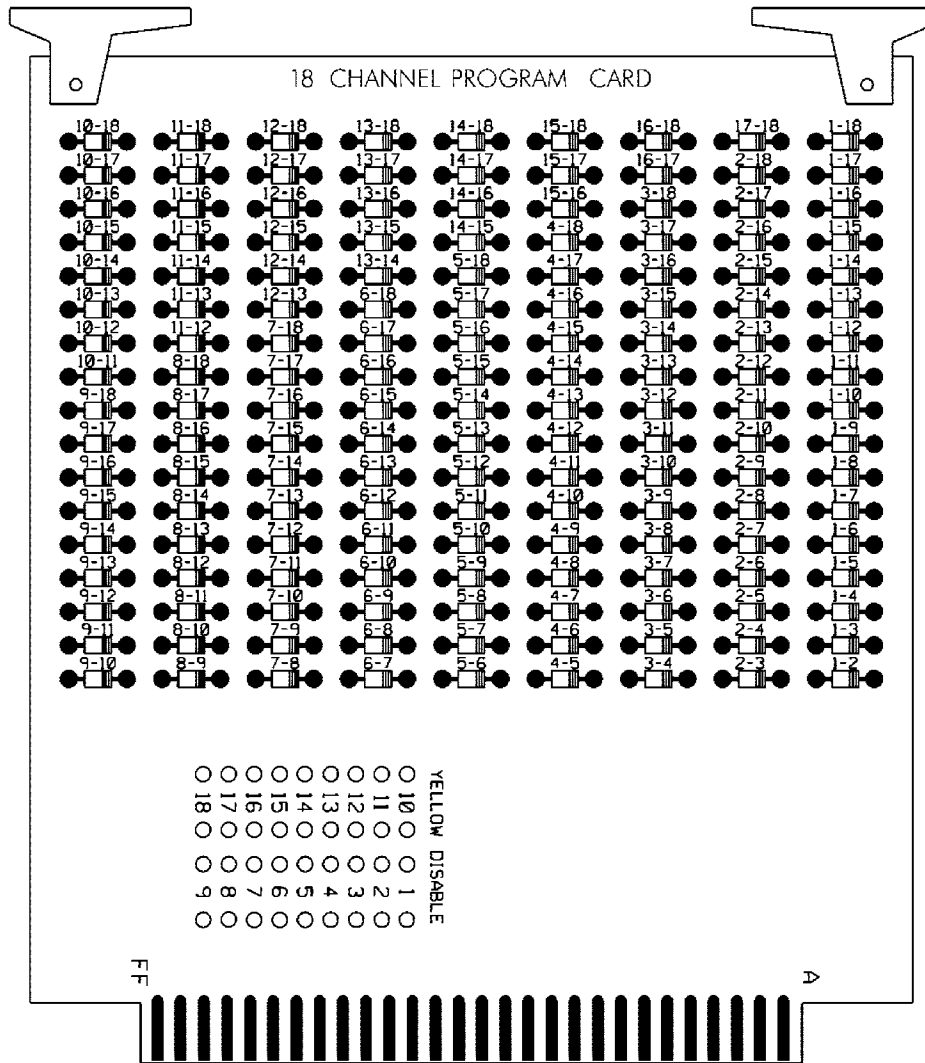 18 CHANNEL PROGRAM CARD
10-18 11-18 12-18 13-18 14-18 15-18 16-18 17-18 1-18
10-17 11-17 12-17 13-17 14-17 15-17 16-17 2-18 1-17
10-16 11-16 12-16 13-16 14-16 15-16 3-18 2-17 1-16
10-15 11-15 12-15 13-15 14-15 4-18 3-17 2-16 1-15
10-14 11-14 12-14 13-14 5-18 4-17 3-16 2-15 1-14
10-13 11-13 12-13 6-18 5-17 4-16 3-15 2-14 1-13
10-12 11-12 7-18 6-17 5-16 4-15 3-14 2-13 1-12
10-11 8-18 7-17 6-16 5-15 4-14 3-13 2-12 1-11
9-18 8-17 7-16 6-15 5-14 4-13 3-12 2-11 1-10
9-17 8-16 7-15 6-14 5-13 4-12 3-11 2-10 1-9
9-16 8-15 7-14 6-13 5-12 4-11 3-10 2-9 1-8
9-15 8-14 7-13 6-12 5-11 4-10 3-9 2-8 1-7
9-14 8-13 7-12 6-11 5-10 4-9 3-8 2-7 1-6
9-13 8-12 7-11 6-10 5-9 4-8 3-7 2-6 1-5
9-12 8-11 7-10 6-9 5-8 4-7 3-6 2-5 1-4
9-11 8-10 7-9 6-8 5-7 4-6 3-5 2-4 1-3
9-10 8-9 7-8 6-7 5-6 4-5 3-4 2-3 1-2
YELLOW DISABLE
10 1
11 2
12 3
13 4
14 5
15 6
16 7
17 8
18 9
FF
A